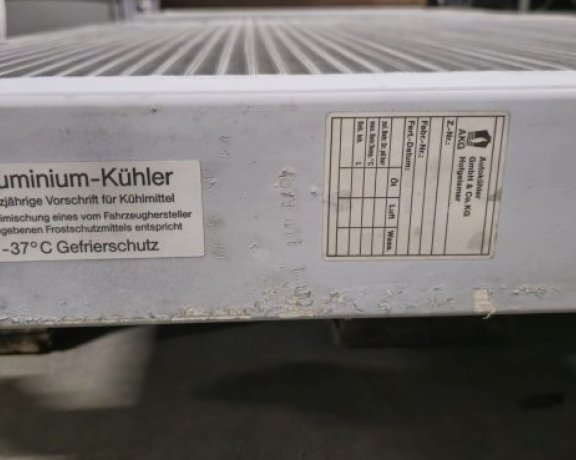 uminium-Kühler
zjährige Vorschrift für Kühlmittel
imischung eines vom Fahrzeughersteller
gebenen Frostschutzmittels entspricht
-37°C Gefrierschutz
AKG
Autokühler
GmbH & Co.KG
Hofgeismar
Z.-Nr.:
Fabr.-Nr.:
Fert.-Datum:
Öl Luft Wass.